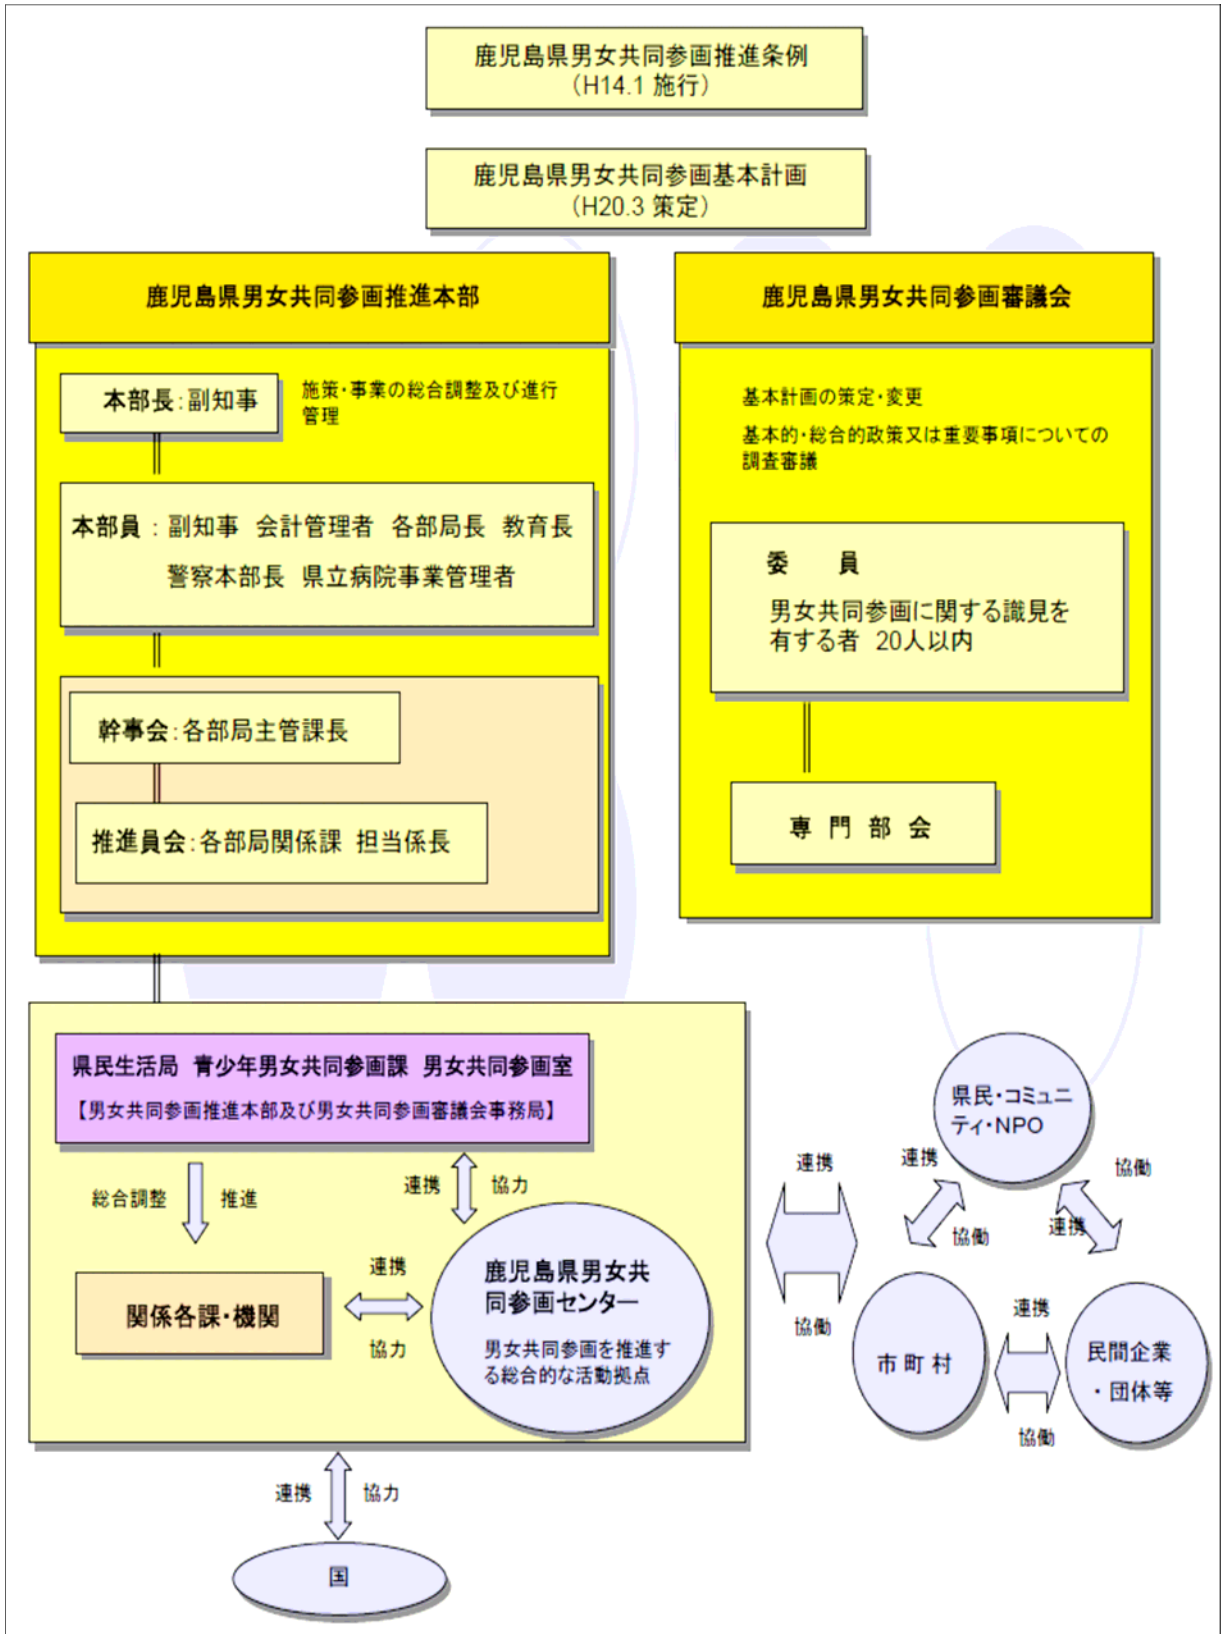 鹿児島県男女共同参画推進条例
（H14.1 施行）
鹿児島県男女共同参画基本計画
（H20.3 策定）
鹿児島県男女共同参画推進本部
本部長：副知事
施策・事業の総合調整及び進行
管理
本部員：副知事　会計管理者　各部局長　教育長
警察本部長　県立病院事業管理者
幹事会：各部局主管課長
推進員会：各部局関係課　担当係長
鹿児島県男女共同参画審議会
基本計画の策定・変更
基本的・総合的政策又は重要事項についての
調査審議
委　員
男女共同参画に関する識見を
有する者　20人以内
専門部会
県民生活局　青少年男女共同参画課　男女共同参画室
【男女共同参画推進本部及び男女共同参画審議会事務局】
総合調整　推進
連携　協力
関係各課・機関
連携
協力
鹿児島県男女共
同参画センター
男女共同参画を推進す
る総合的な活動拠点
連携
協働
県民・コミュニ
ティ・NPO
連携
協働
協働
連携
市町村
連携
協働
民間企業
・団体等
連携　協力
国